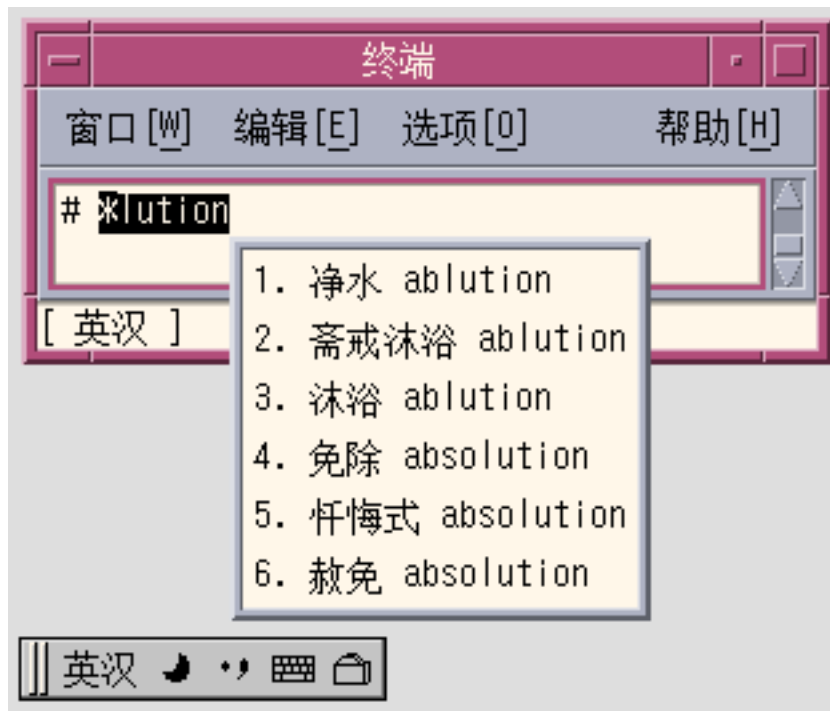 终端
窗口[W] 编辑[E] 选项[O] 帮助[H]
# *lution
1. 净水 ablution
[ 英汉 ]
2. 斋戒沐浴 ablution
3. 沐浴 ablution
4. 免除 absolution
5. 忏悔式 absolution
6. 赦免 absolution
英汉